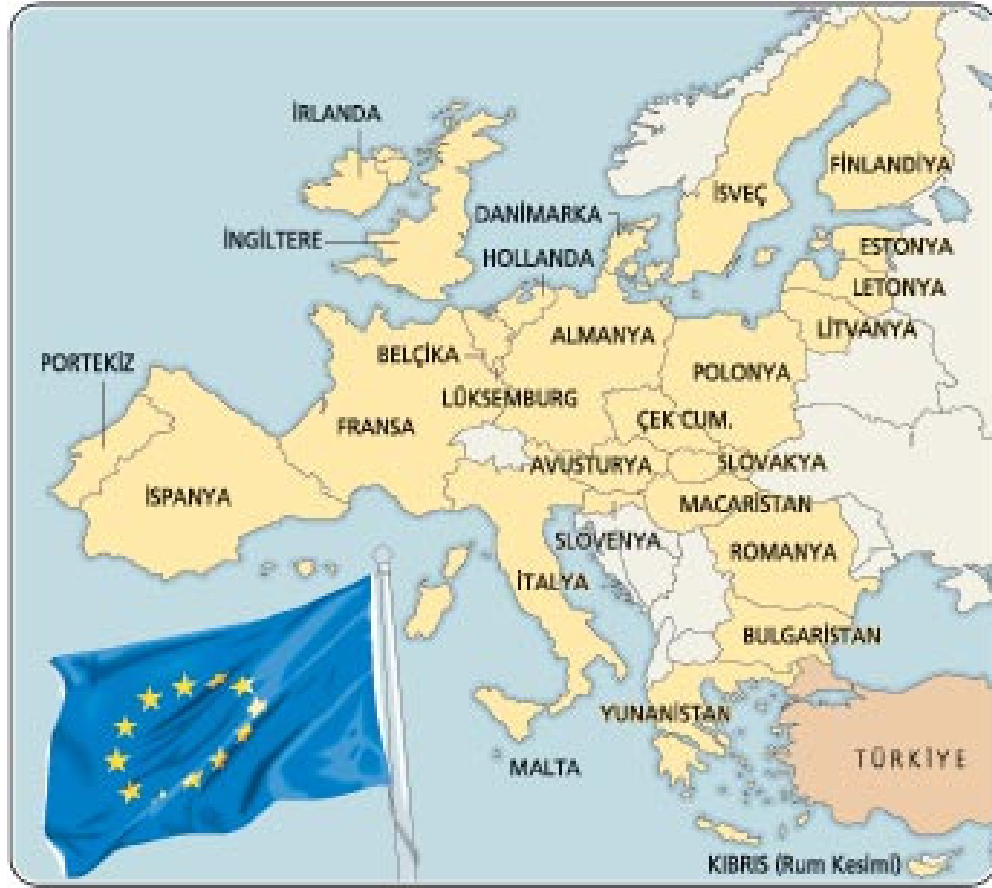 İRLANDA
FİNLANDİYA
İSVEÇ
DANİMARKA
İNGİLTERE
ESTONYA
HOLLANDA
LETONYA
LİTVANYA
ALMANYA
BELÇİKA
PORTEKİZ
POLONYA
LÜKSEMBURG
ÇEK CUM.
FRANSA
AVUSTURYA
SLOVAKYA
İSPANYA
MACARİSTAN
SLOVENYA
ROMANYA
İTALYA
BULGARİSTAN
YUNANİSTAN
TÜRKİYE
MALTA
KIBRIS (Rum Kesimi)